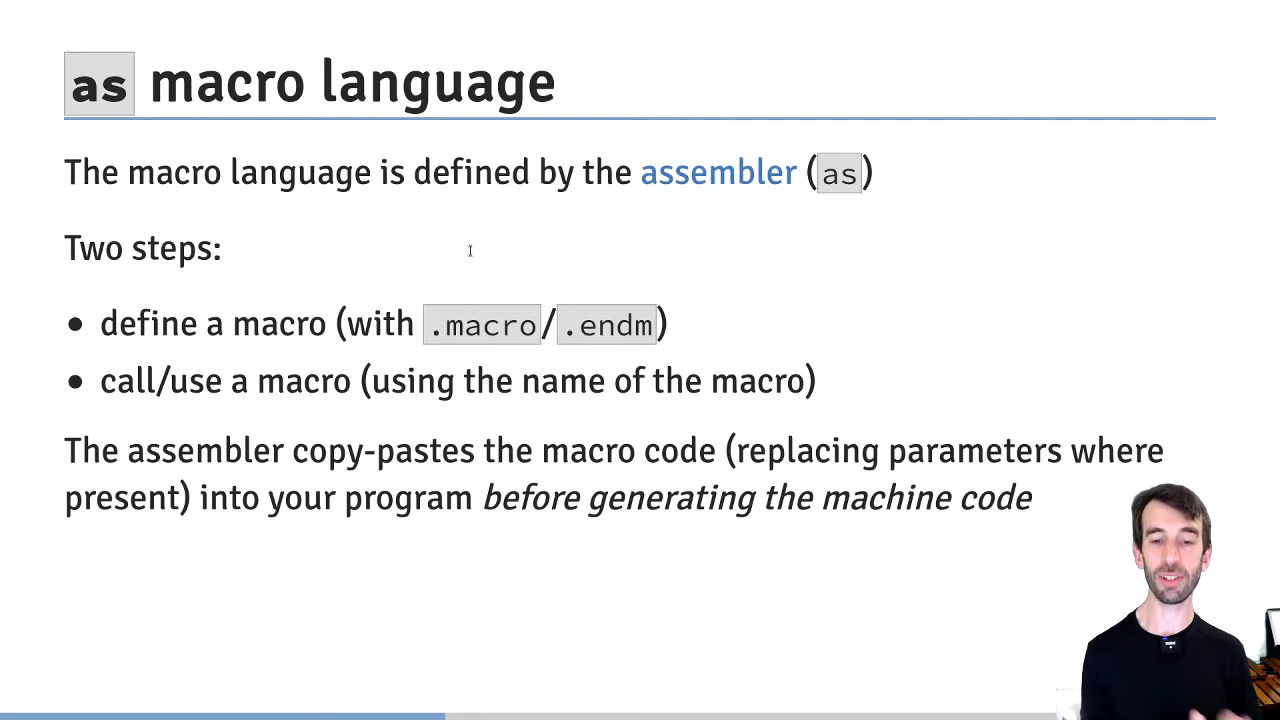 as macro language
The macro language is defined by the assembler (as)
Two steps:
• define a macro (with .macro/.endm)
• call/use a macro (using the name of the macro)
The assembler copy-pastes the macro code (replacing parameters where
present) into your program before generating the machine code